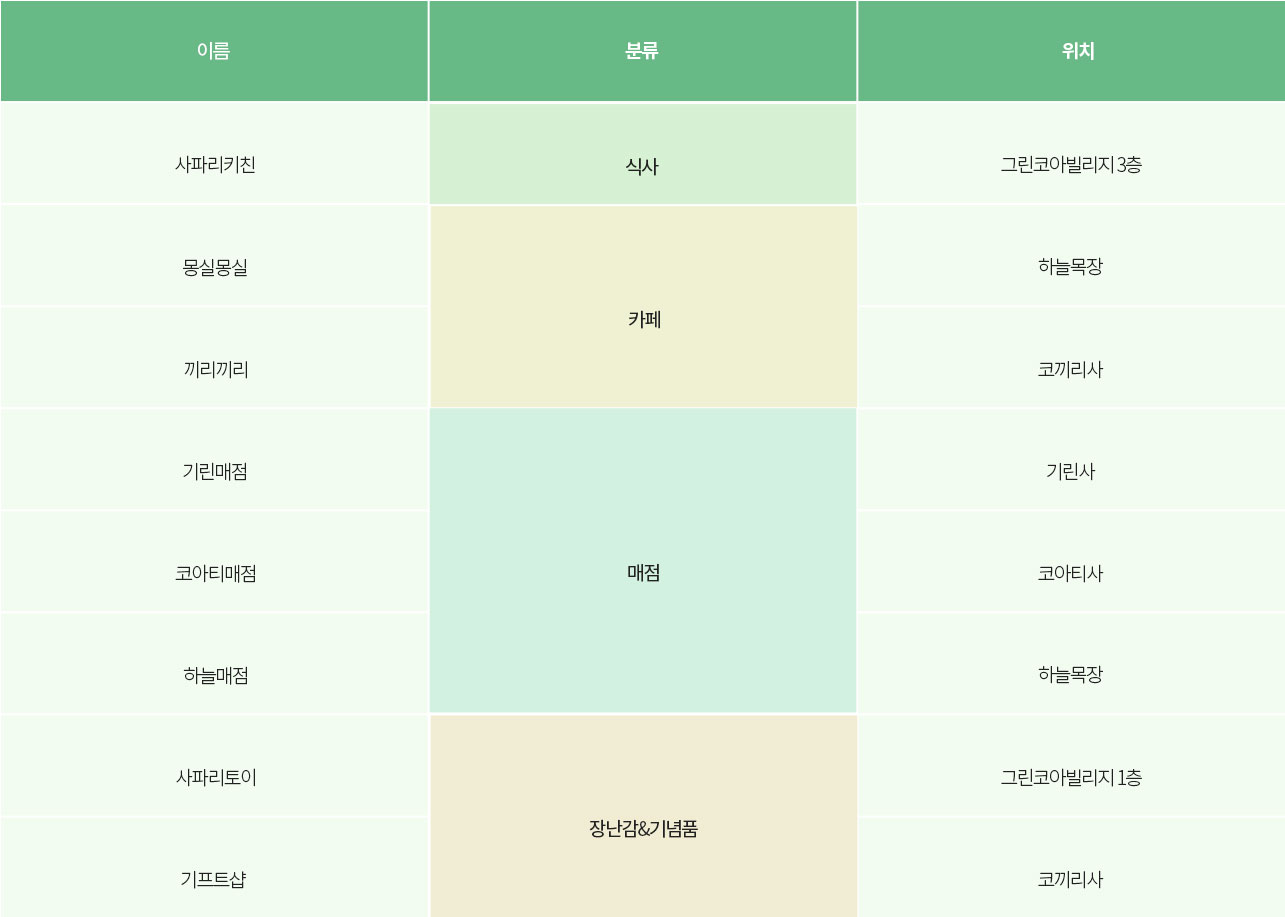 이름 분류 위치
사파리키친 식사 그린코아빌리지 3층
몽실몽실 카페 하늘목장
끼리끼리 코끼리사
기린매점 매점 기린사
코아티매점 코아티사
하늘매점 하늘목장
사파리토이 장난감&기념품 그린코아빌리지 1층
기프트샵 코끼리사